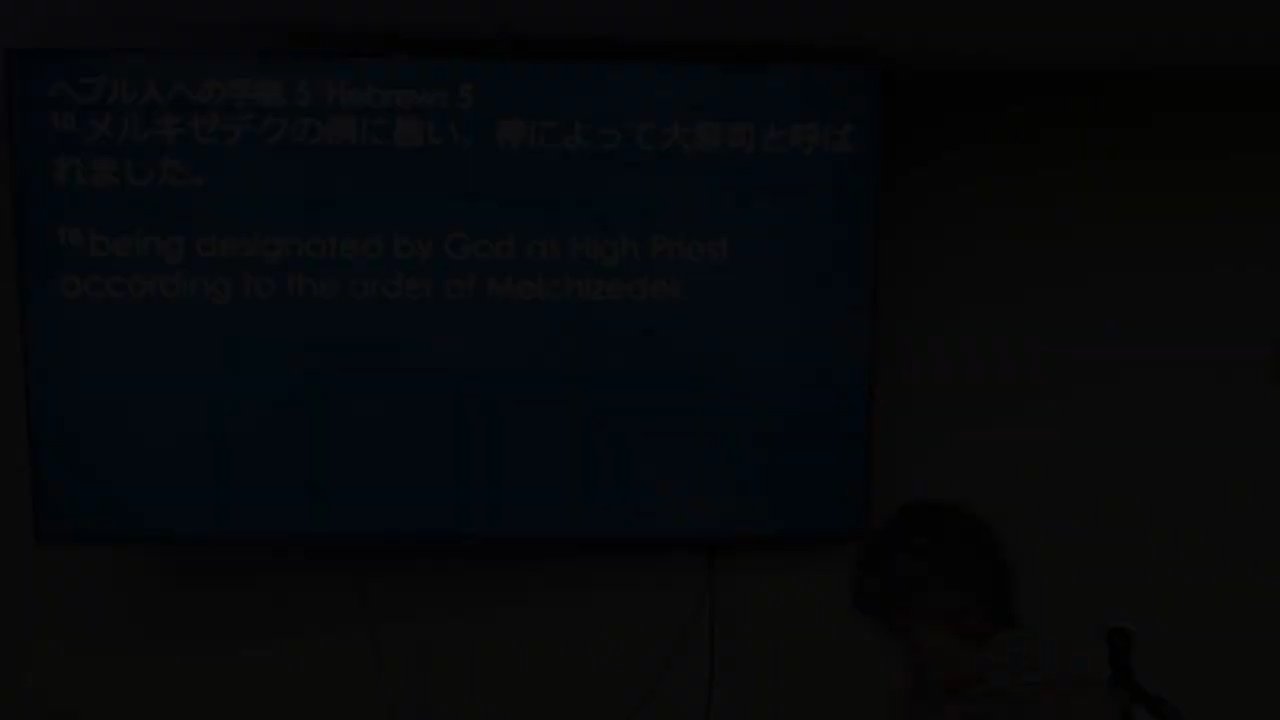 ヘブル人への手紙 5 Hebrews 5
10 メルキゼデクの例に倣い、神によって大祭司と呼ば
れました。
10 being designated by God as High Priest
according to the order of Melchizedek.